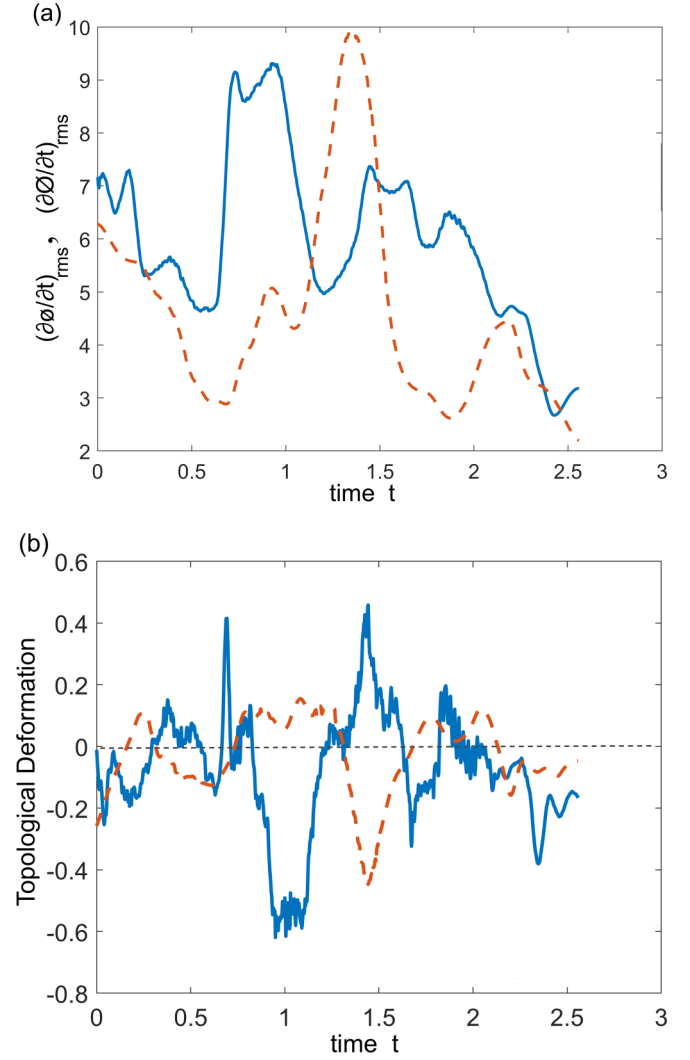 (a)
10
9
8
7
6
5
4
3
2
(∂ø/∂t)rms, (∂Ø/∂t)rms
0 0.5 1 1.5 2 2.5 3
time t
(b)
0.6
0.4
0.2
0
-0.2
-0.4
-0.6
-0.8
Topological Deformation
0 0.5 1 1.5 2 2.5 3
time t